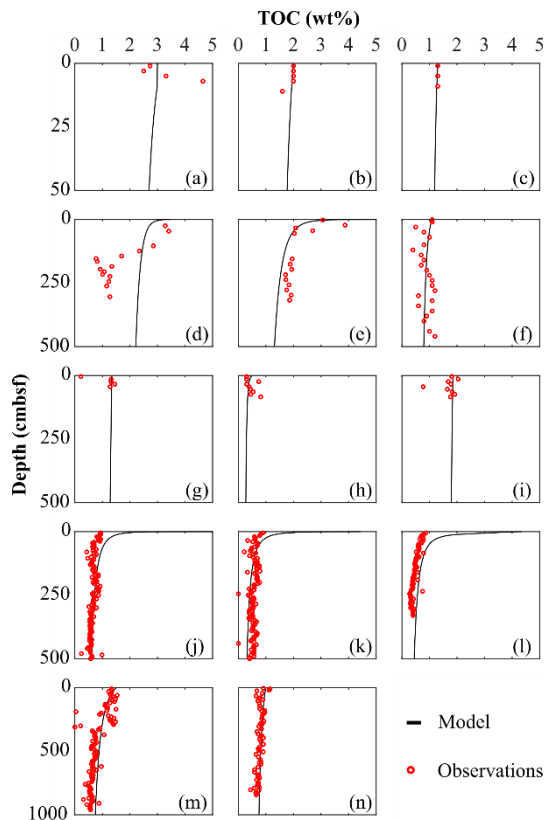 TOC (wt%)
0 1 2 3 4 5 0 1 2 3 4 5 0 1 2 3 4 5
0
25
50
(a) (b) (c)
0
250
500
(d) (e) (f)
Depth (cmbsf)
0
250
500
(g) (h) (i)
0
250
500
(j) (k) (l)
0
500
1000
(m) (n)
Model
Observations